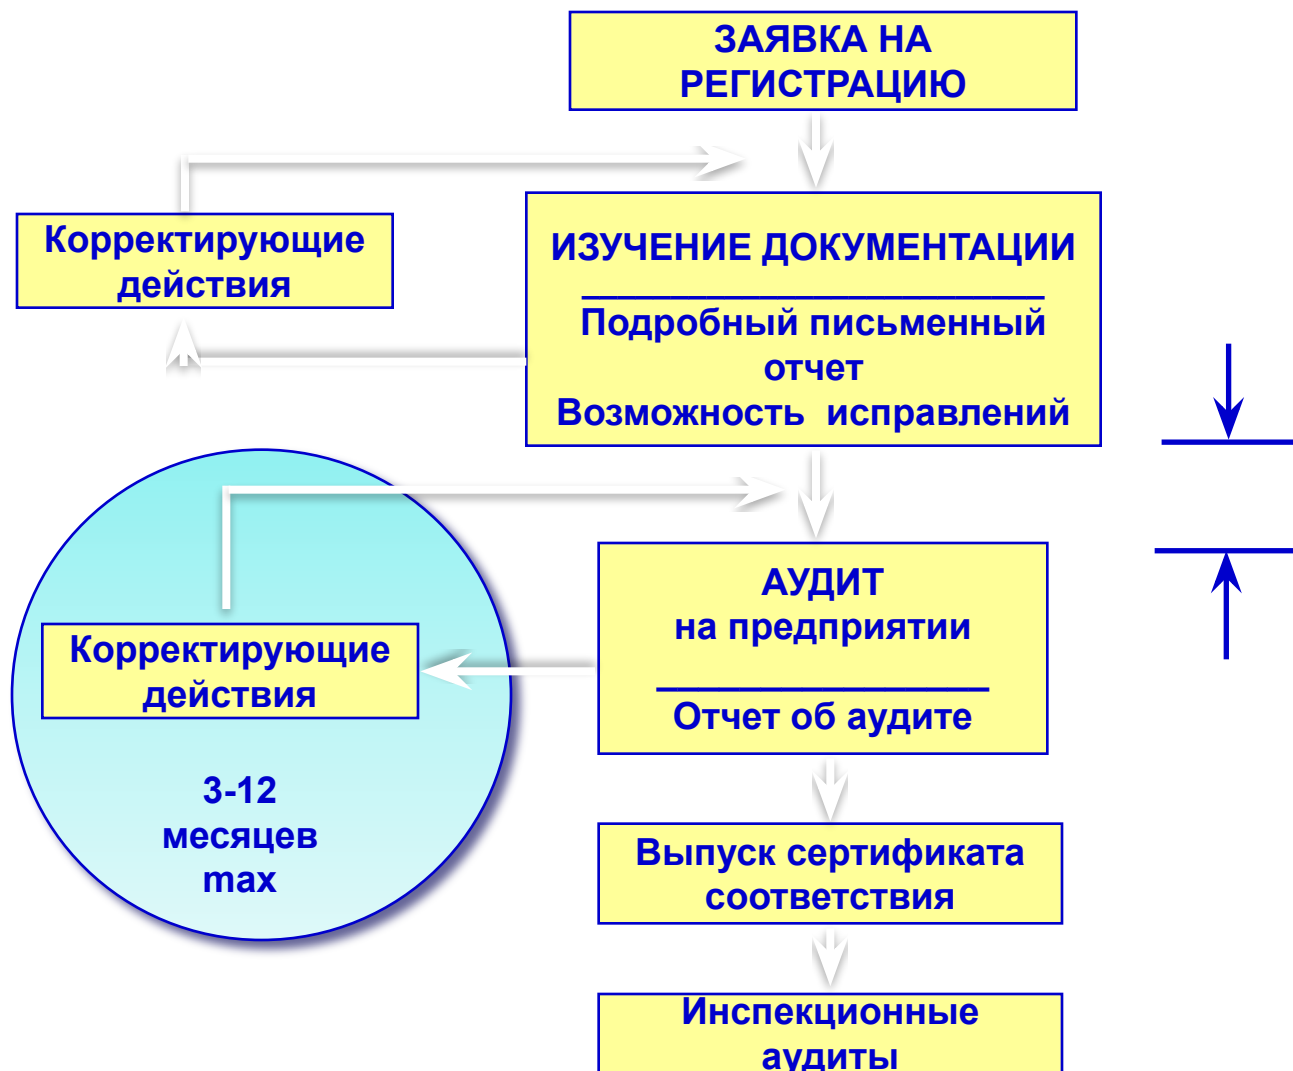 ЗАЯВКА НА
РЕГИСТРАЦИЮ
Корректирующие
действия
ИЗУЧЕНИЕ ДОКУМЕНТАЦИИ
Подробный письменный
отчет
Возможность исправлений
АУДИТ
на предприятии
Отчет об аудите
Корректирующие
действия
3-12
месяцев
max
Выпуск сертификата
соответствия
Инспекционные
аудиты